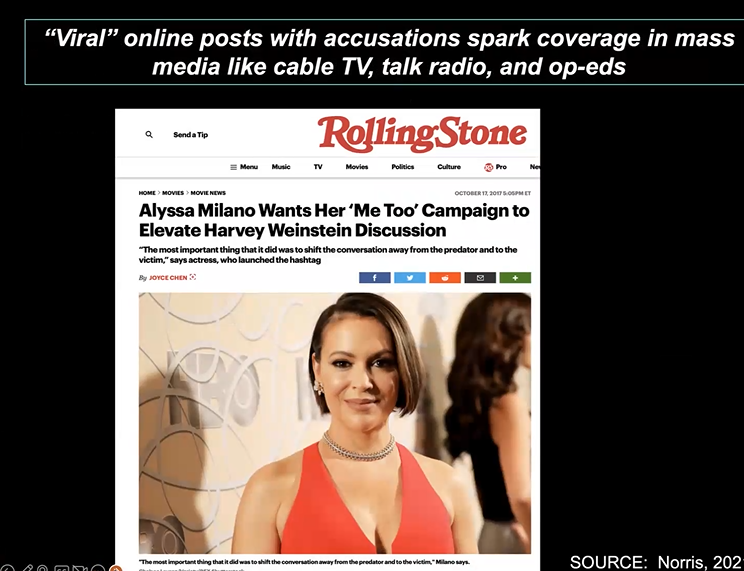 “Viral” online posts with accusations spark coverage in mass
media like cable TV, talk radio, and op-eds
Send a Tip
RollingStone
Menu Music TV Movies Politics Culture RS Pro
HOME > MOVIES > MOVIE NEWS
OCTOBER 17, 2017 5:05PM ET
Alyssa Milano Wants Her ‘Me Too’ Campaign to
Elevate Harvey Weinstein Discussion
“The most important thing that it did was to shift the conversation away from the predator and to the
victim,” says actress, who launched the hashtag
By JOYCE CHEN
"The most important thing that it did was to shift the conversation away from the predator and to the victim," Milano says.
SOURCE: Norris, 202